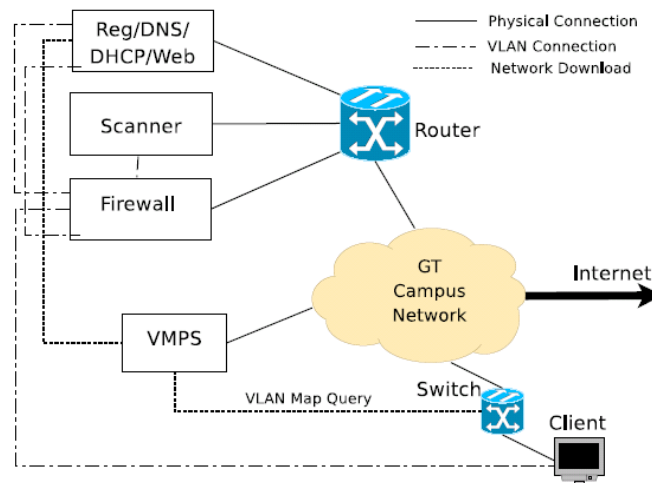 Reg/DNS/
DHCP/Web
Physical Connection
VLAN Connection
Network Download
Scanner
Router
Firewall
GT
Campus
Network
Internet
VMPS
VLAN Map Query
Switch
Client